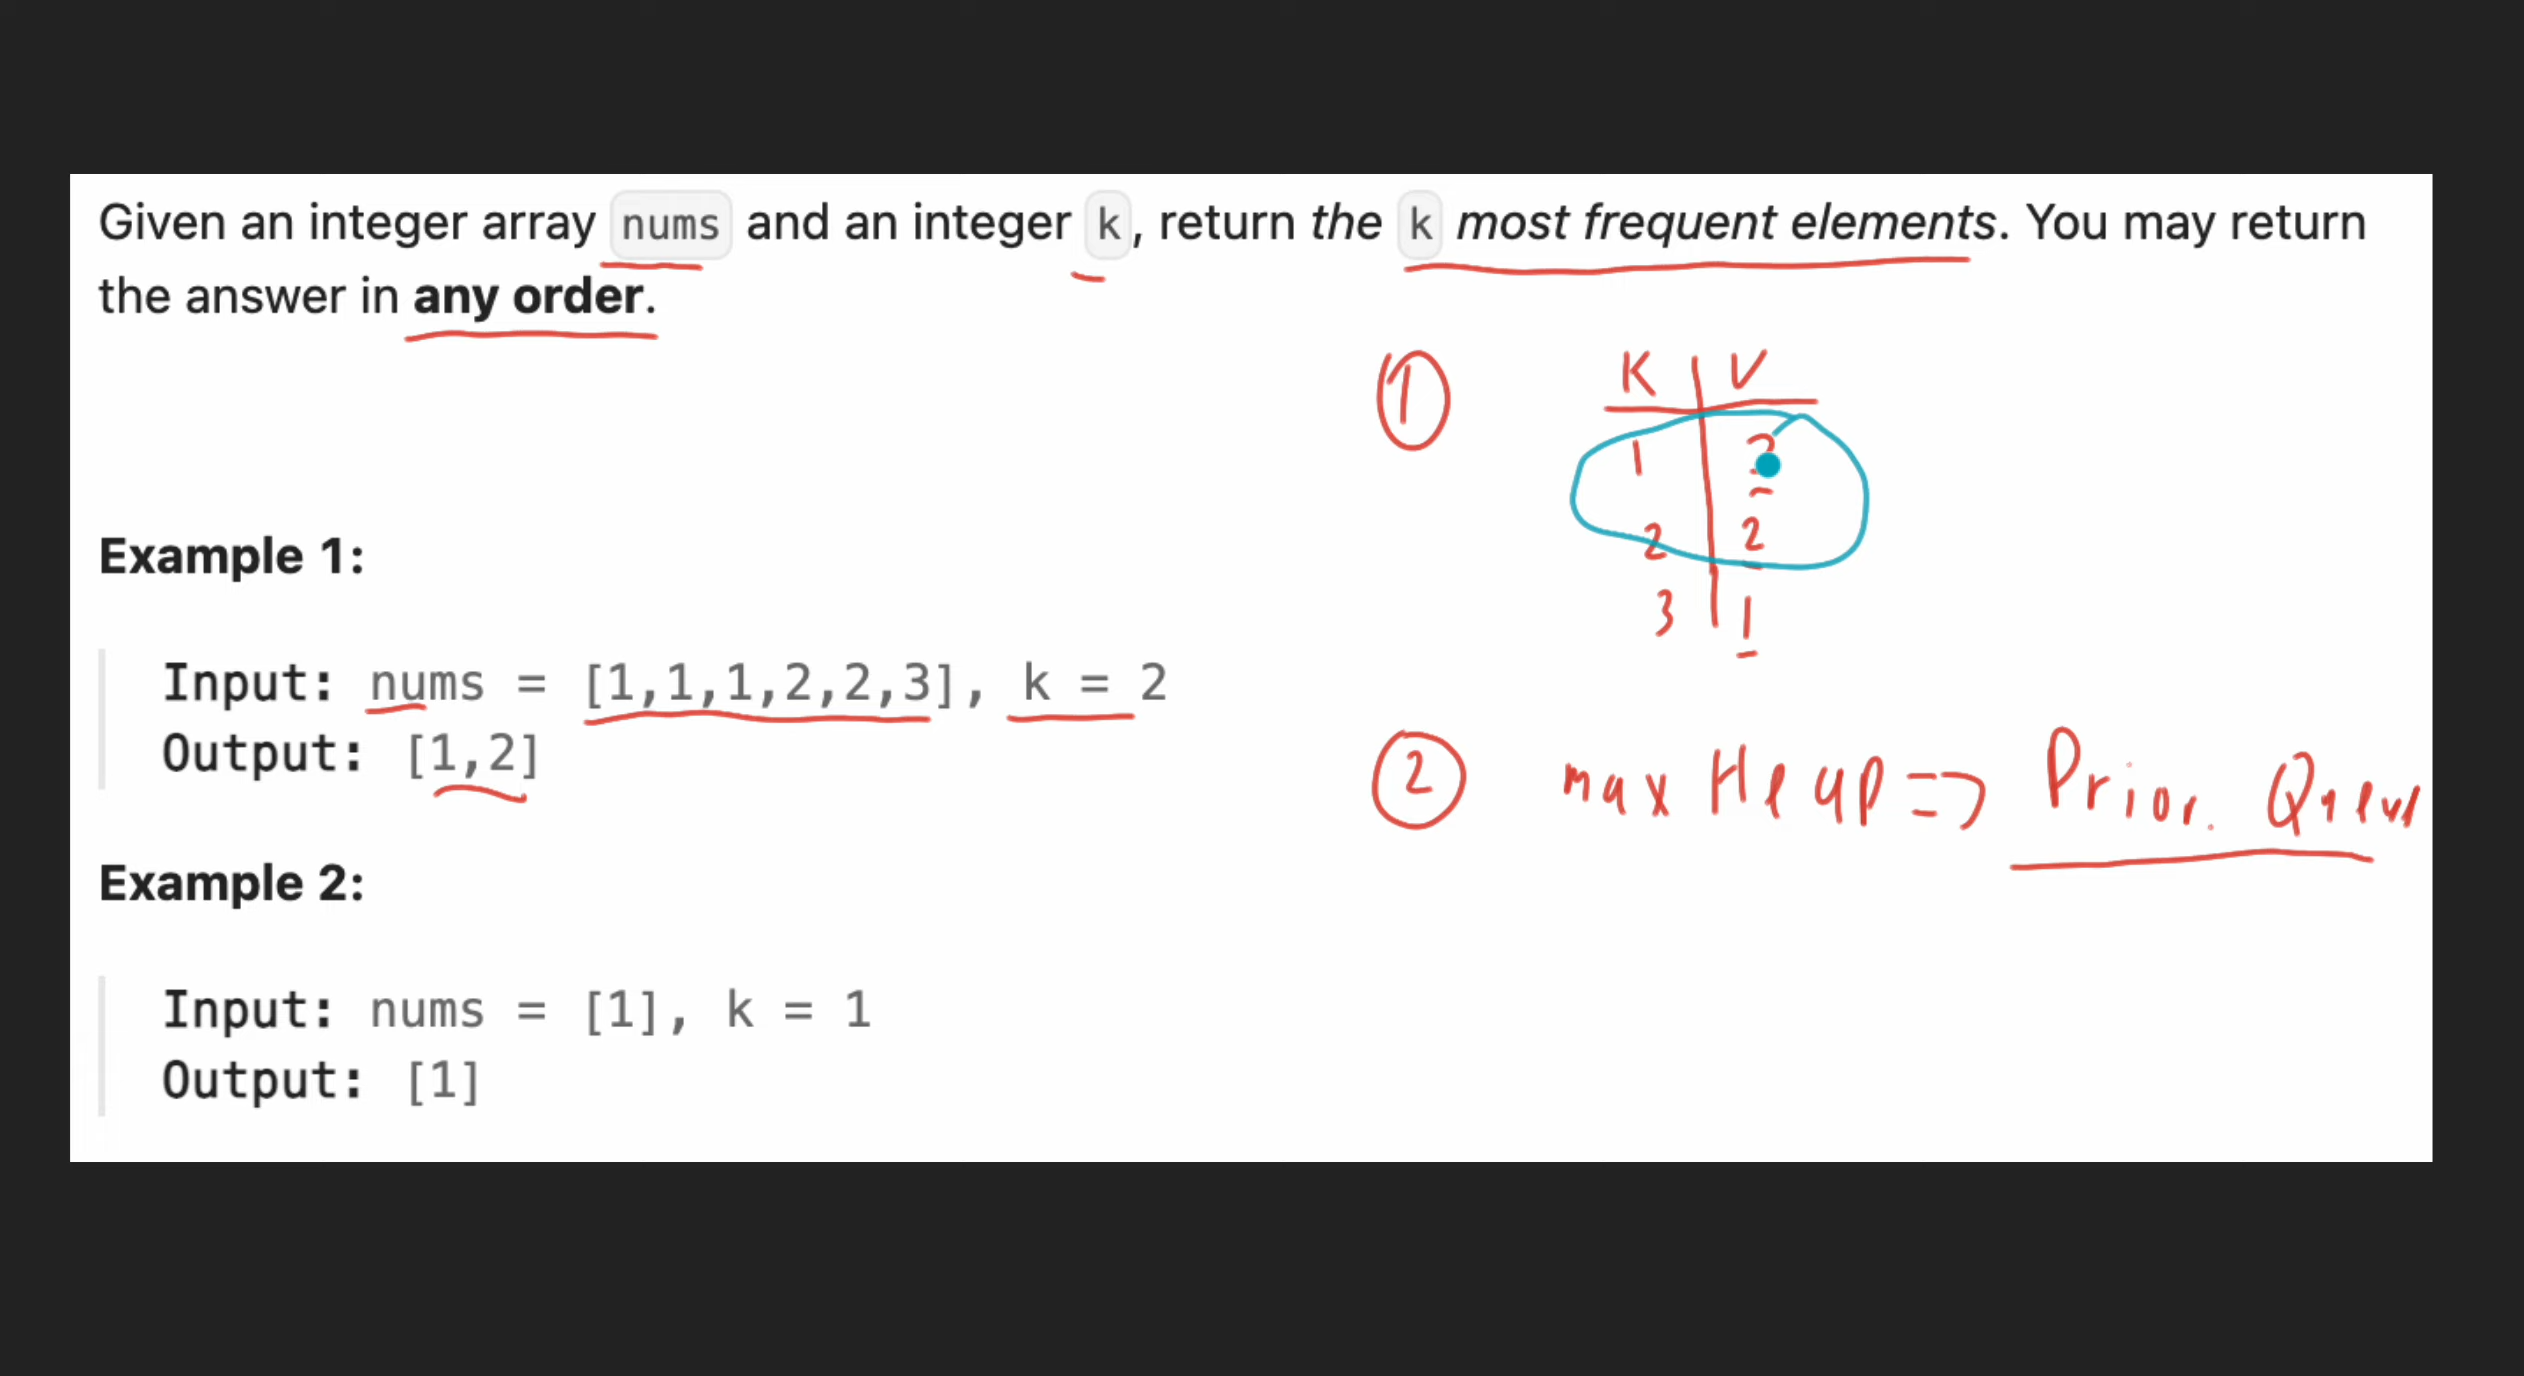 Given an integer array nums and an integer k, return the k most frequent elements. You may return
the answer in any order.
1
K V
1 3
2 2
3 1
Example 1:
Input: nums = [1,1,1,2,2,3], k = 2
Output: [1,2]
2 max Heap => Prior.
Example 2:
Input: nums = [1], k = 1
Output: [1]